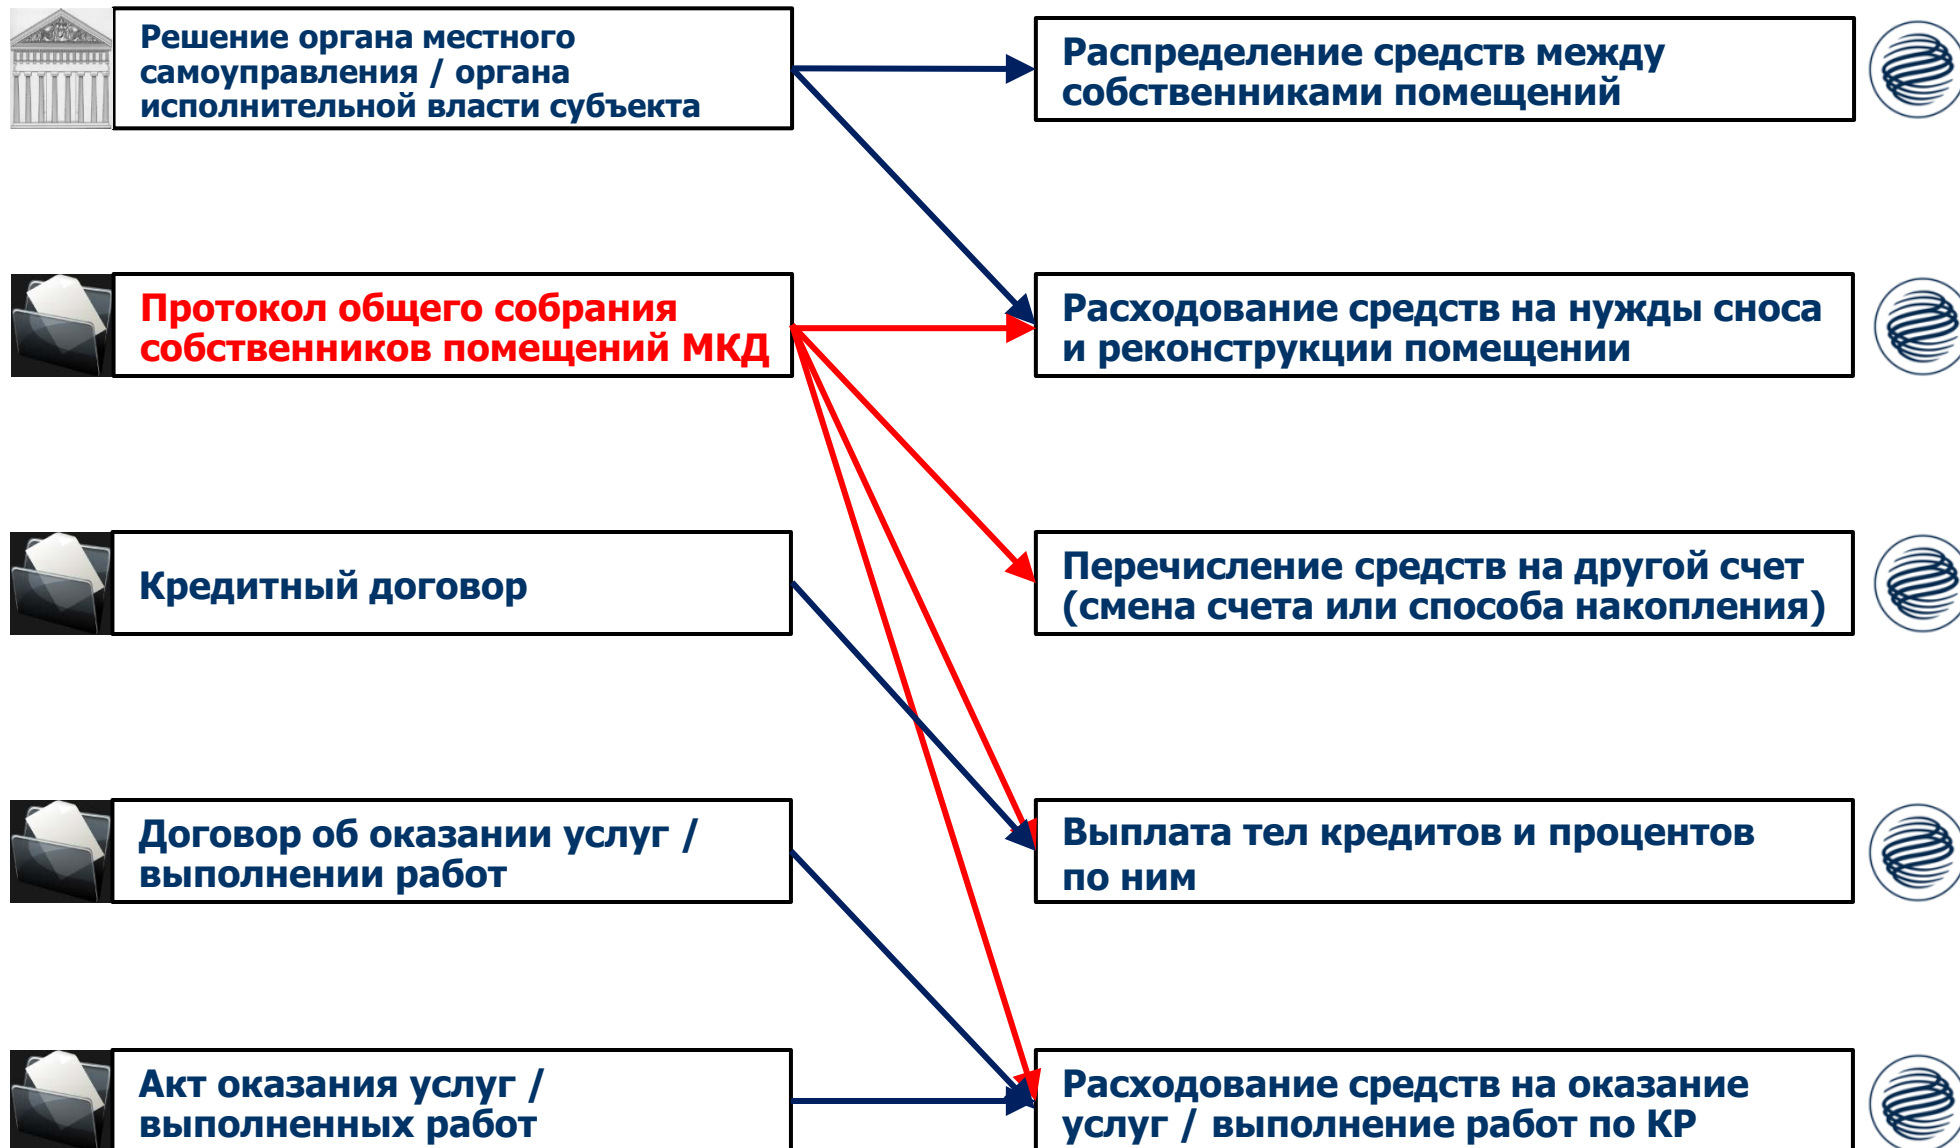 Решение органа местного
самоуправления / органа
исполнительной власти субъекта
Распределение средств между
собственниками помещений
Протокол общего собрания
собственников помещений МКД
Расходование средств на нужды сноса
и реконструкции помещении
Кредитный договор
Перечисление средств на другой счет
(смена счета или способа накопления)
Договор об оказании услуг /
выполнении работ
Выплата тел кредитов и процентов
по ним
Акт оказания услуг /
выполненных работ
Расходование средств на оказание
услуг / выполнение работ по КР